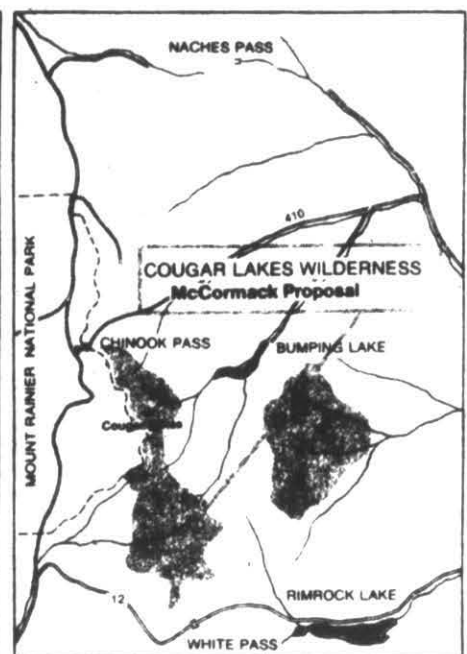 NACHES PASS
410
COUGAR LAKES WILDERNESS
McCormack Proposal
MOUNT RAINIER NATIONAL PARK
CHINOOK PASS
BUMPING LAKE
Cougar
RIMROCK LAKE
12
WHITE PASS